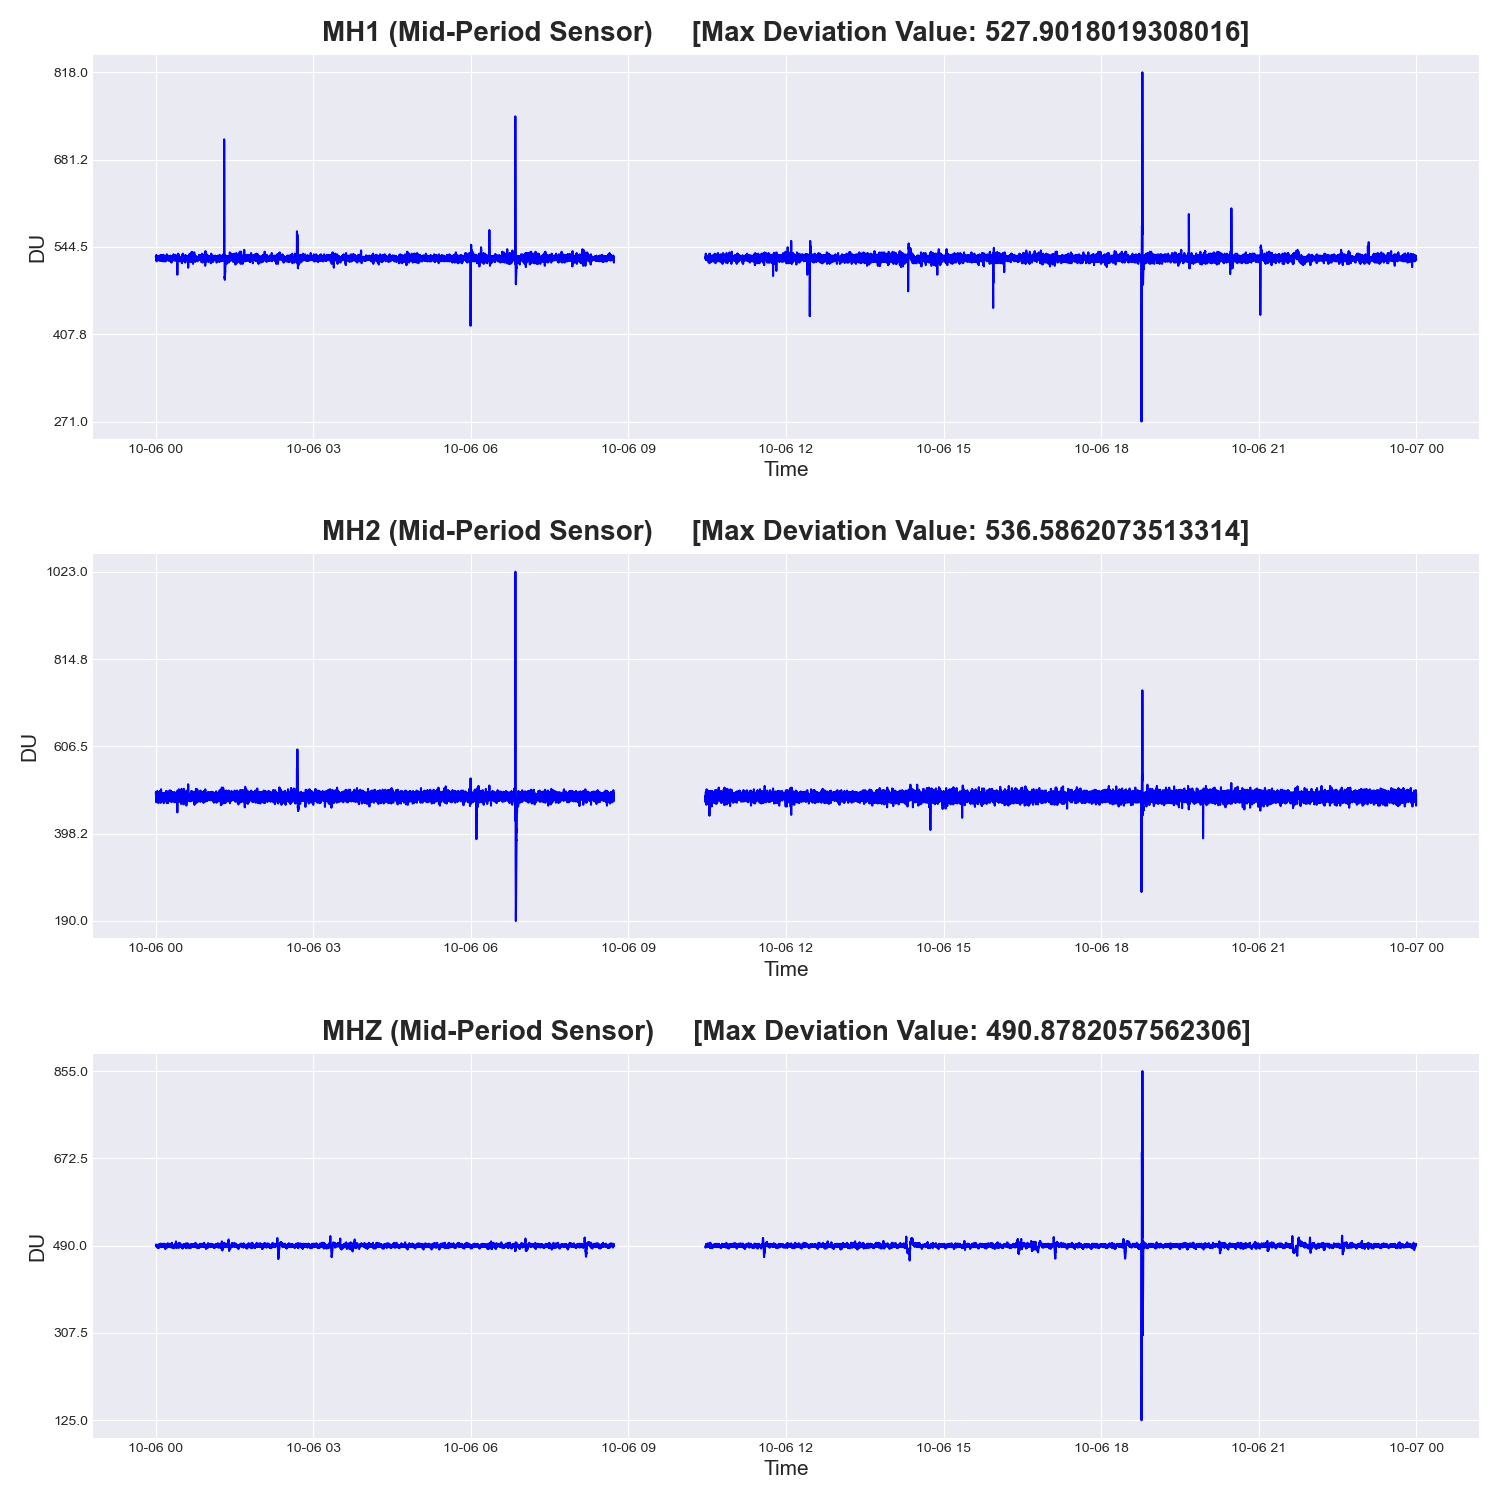 MH1 (Mid-Period Sensor) [Max Deviation Value: 527.9018019308016]
818.0
681.2
544.5
407.8
271.0
DU
10-06 00 10-06 03 10-06 06 10-06 09 10-06 12 10-06 15 10-06 18 10-06 21 10-07 00
Time
MH2 (Mid-Period Sensor) [Max Deviation Value: 536.5862073513314]
1023.0
814.8
606.5
398.2
190.0
DU
10-06 00 10-06 03 10-06 06 10-06 09 10-06 12 10-06 15 10-06 18 10-06 21 10-07 00
Time
MHZ (Mid-Period Sensor) [Max Deviation Value: 490.8782057562306]
855.0
672.5
490.0
307.5
125.0
DU
10-06 00 10-06 03 10-06 06 10-06 09 10-06 12 10-06 15 10-06 18 10-06 21 10-07 00
Time